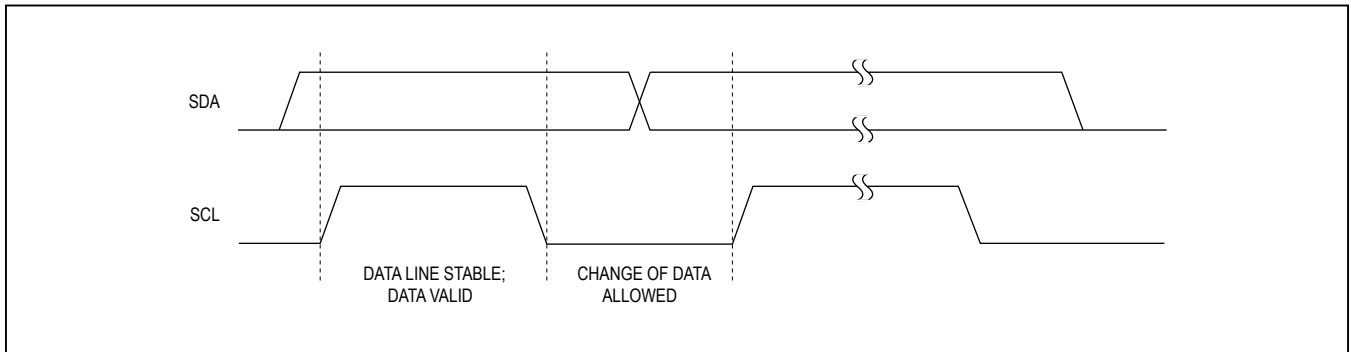 SDA
SCL
DATA LINE STABLE;
DATA VALID
CHANGE OF DATA
ALLOWED